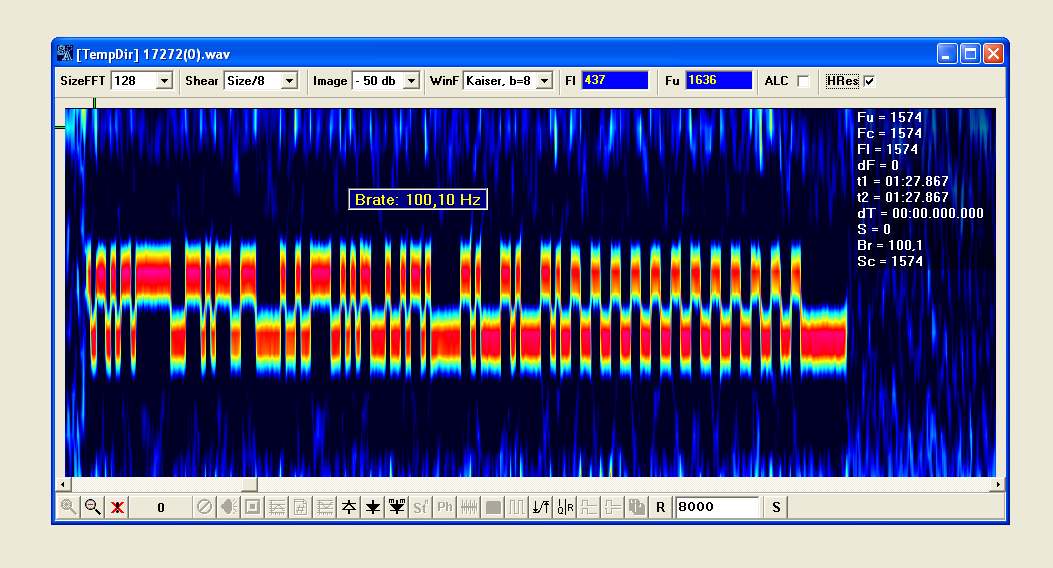 [TempDir] 17272(0).wav
SizeFFT 128 Shear Size/8 Image - 50 db WinF Kaiser, b=8 Fl 437 Fu 1636 ALC HRes
Fu = 1574
Fc = 1574
Fl = 1574
dF = 0
t1 = 01:27.867
t2 = 01:27.867
dT = 00:00.000.000
S = 0
Br = 100,1
Sc = 1574
Brate: 100,10 Hz
0 St Ph R 8000 S